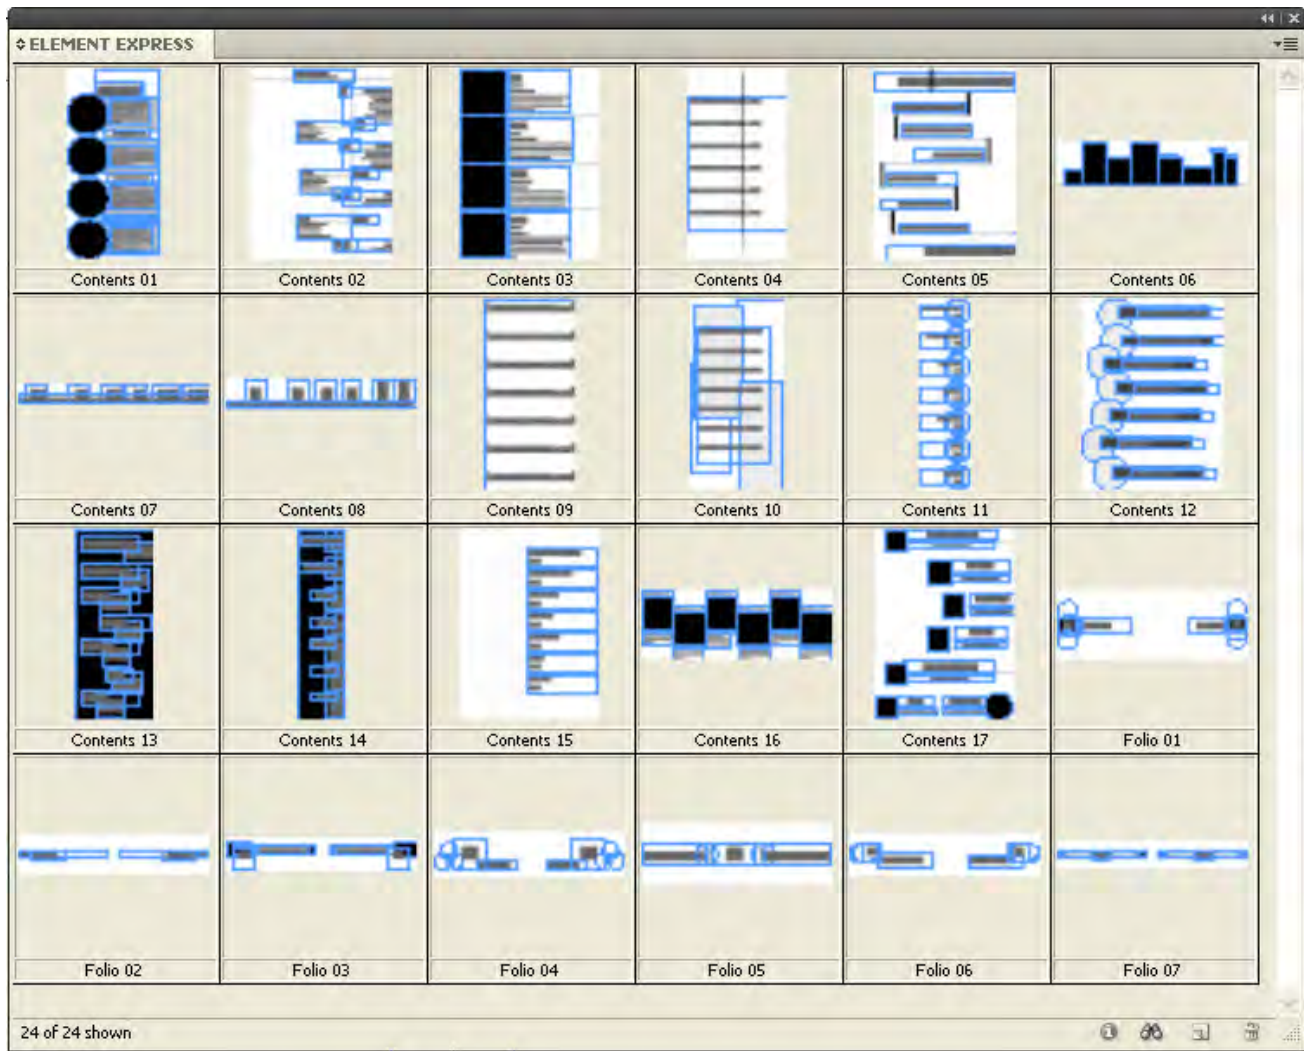 ELEMENT EXPRESS
Contents 01
Contents 02
Contents 03
Contents 04
Contents 05
Contents 06
Contents 07
Contents 08
Contents 09
Contents 10
Contents 11
Contents 12
Contents 13
Contents 14
Contents 15
Contents 16
Contents 17
Folio 01
Folio 02
Folio 03
Folio 04
Folio 05
Folio 06
Folio 07
24 of 24 shown